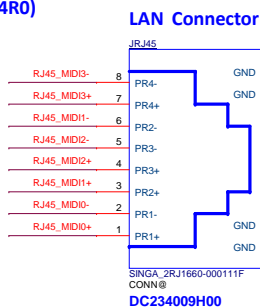 4R0)
LAN Connector
JRJ45
RJ45_MIDI3- 8 PR4- GND
RJ45_MIDI3+ 7 PR4+ GND
RJ45_MIDI1- 6 PR2-
RJ45_MIDI2- 5 PR3-
RJ45_MIDI2+ 4 PR3+
RJ45_MIDI1+ 3 PR2+
RJ45_MIDI0- 2 PR1- GND
RJ45_MIDI0+ 1 PR1+ GND
SINGA_2RJ1660-000111F
CONN@
DC234009H00